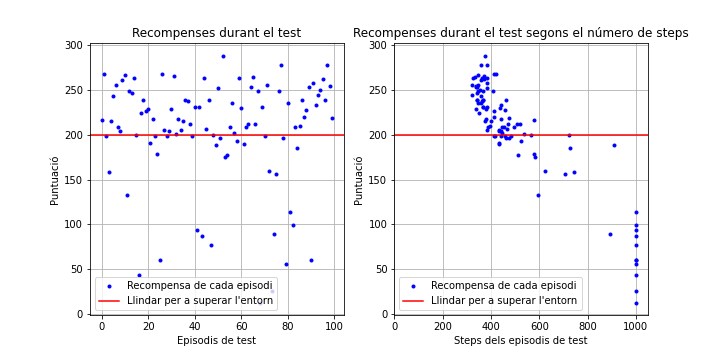 Recompenses durant el test
Puntuació
300
250
200
150
100
50
0
Recompensa de cada episodi
Llindar per a superar l'entorn
0
20
40
60
80
100
Episodis de test
Recompenses durant el test segons el número de steps
Puntuació
300
250
200
150
100
50
0
Recompensa de cada episodi
Llindar per a superar l'entorn
0
200
400
600
800
1000
Steps dels episodis de test